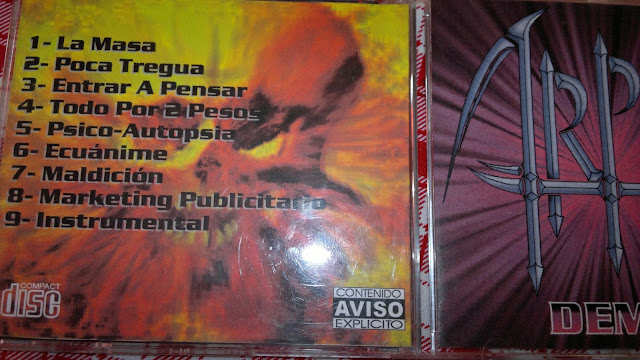 1- La Masa
2- Poca Tregua
3- Entrar A Pensar
4- Todo Por 2 Pesos
5- Psico-Autopsia
6- Ecuánime
7- Maldición
8- Marketing Publicitario
9- Instrumental
COMPACT
disc
CONTENIDO
AVISO
EXPLICITO
ARP
DEM